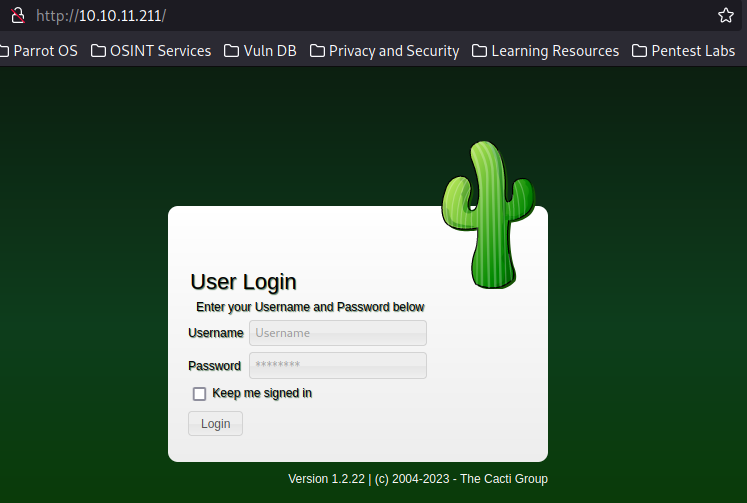 http://10.10.11.211/
Parrot OS OSINT Services Vuln DB Privacy and Security Learning Resources Pentest Labs
User Login
Enter your Username and Password below
Username Username
Password ********
Keep me signed in
Login
Version 1.2.22 | (c) 2004-2023 - The Cacti Group